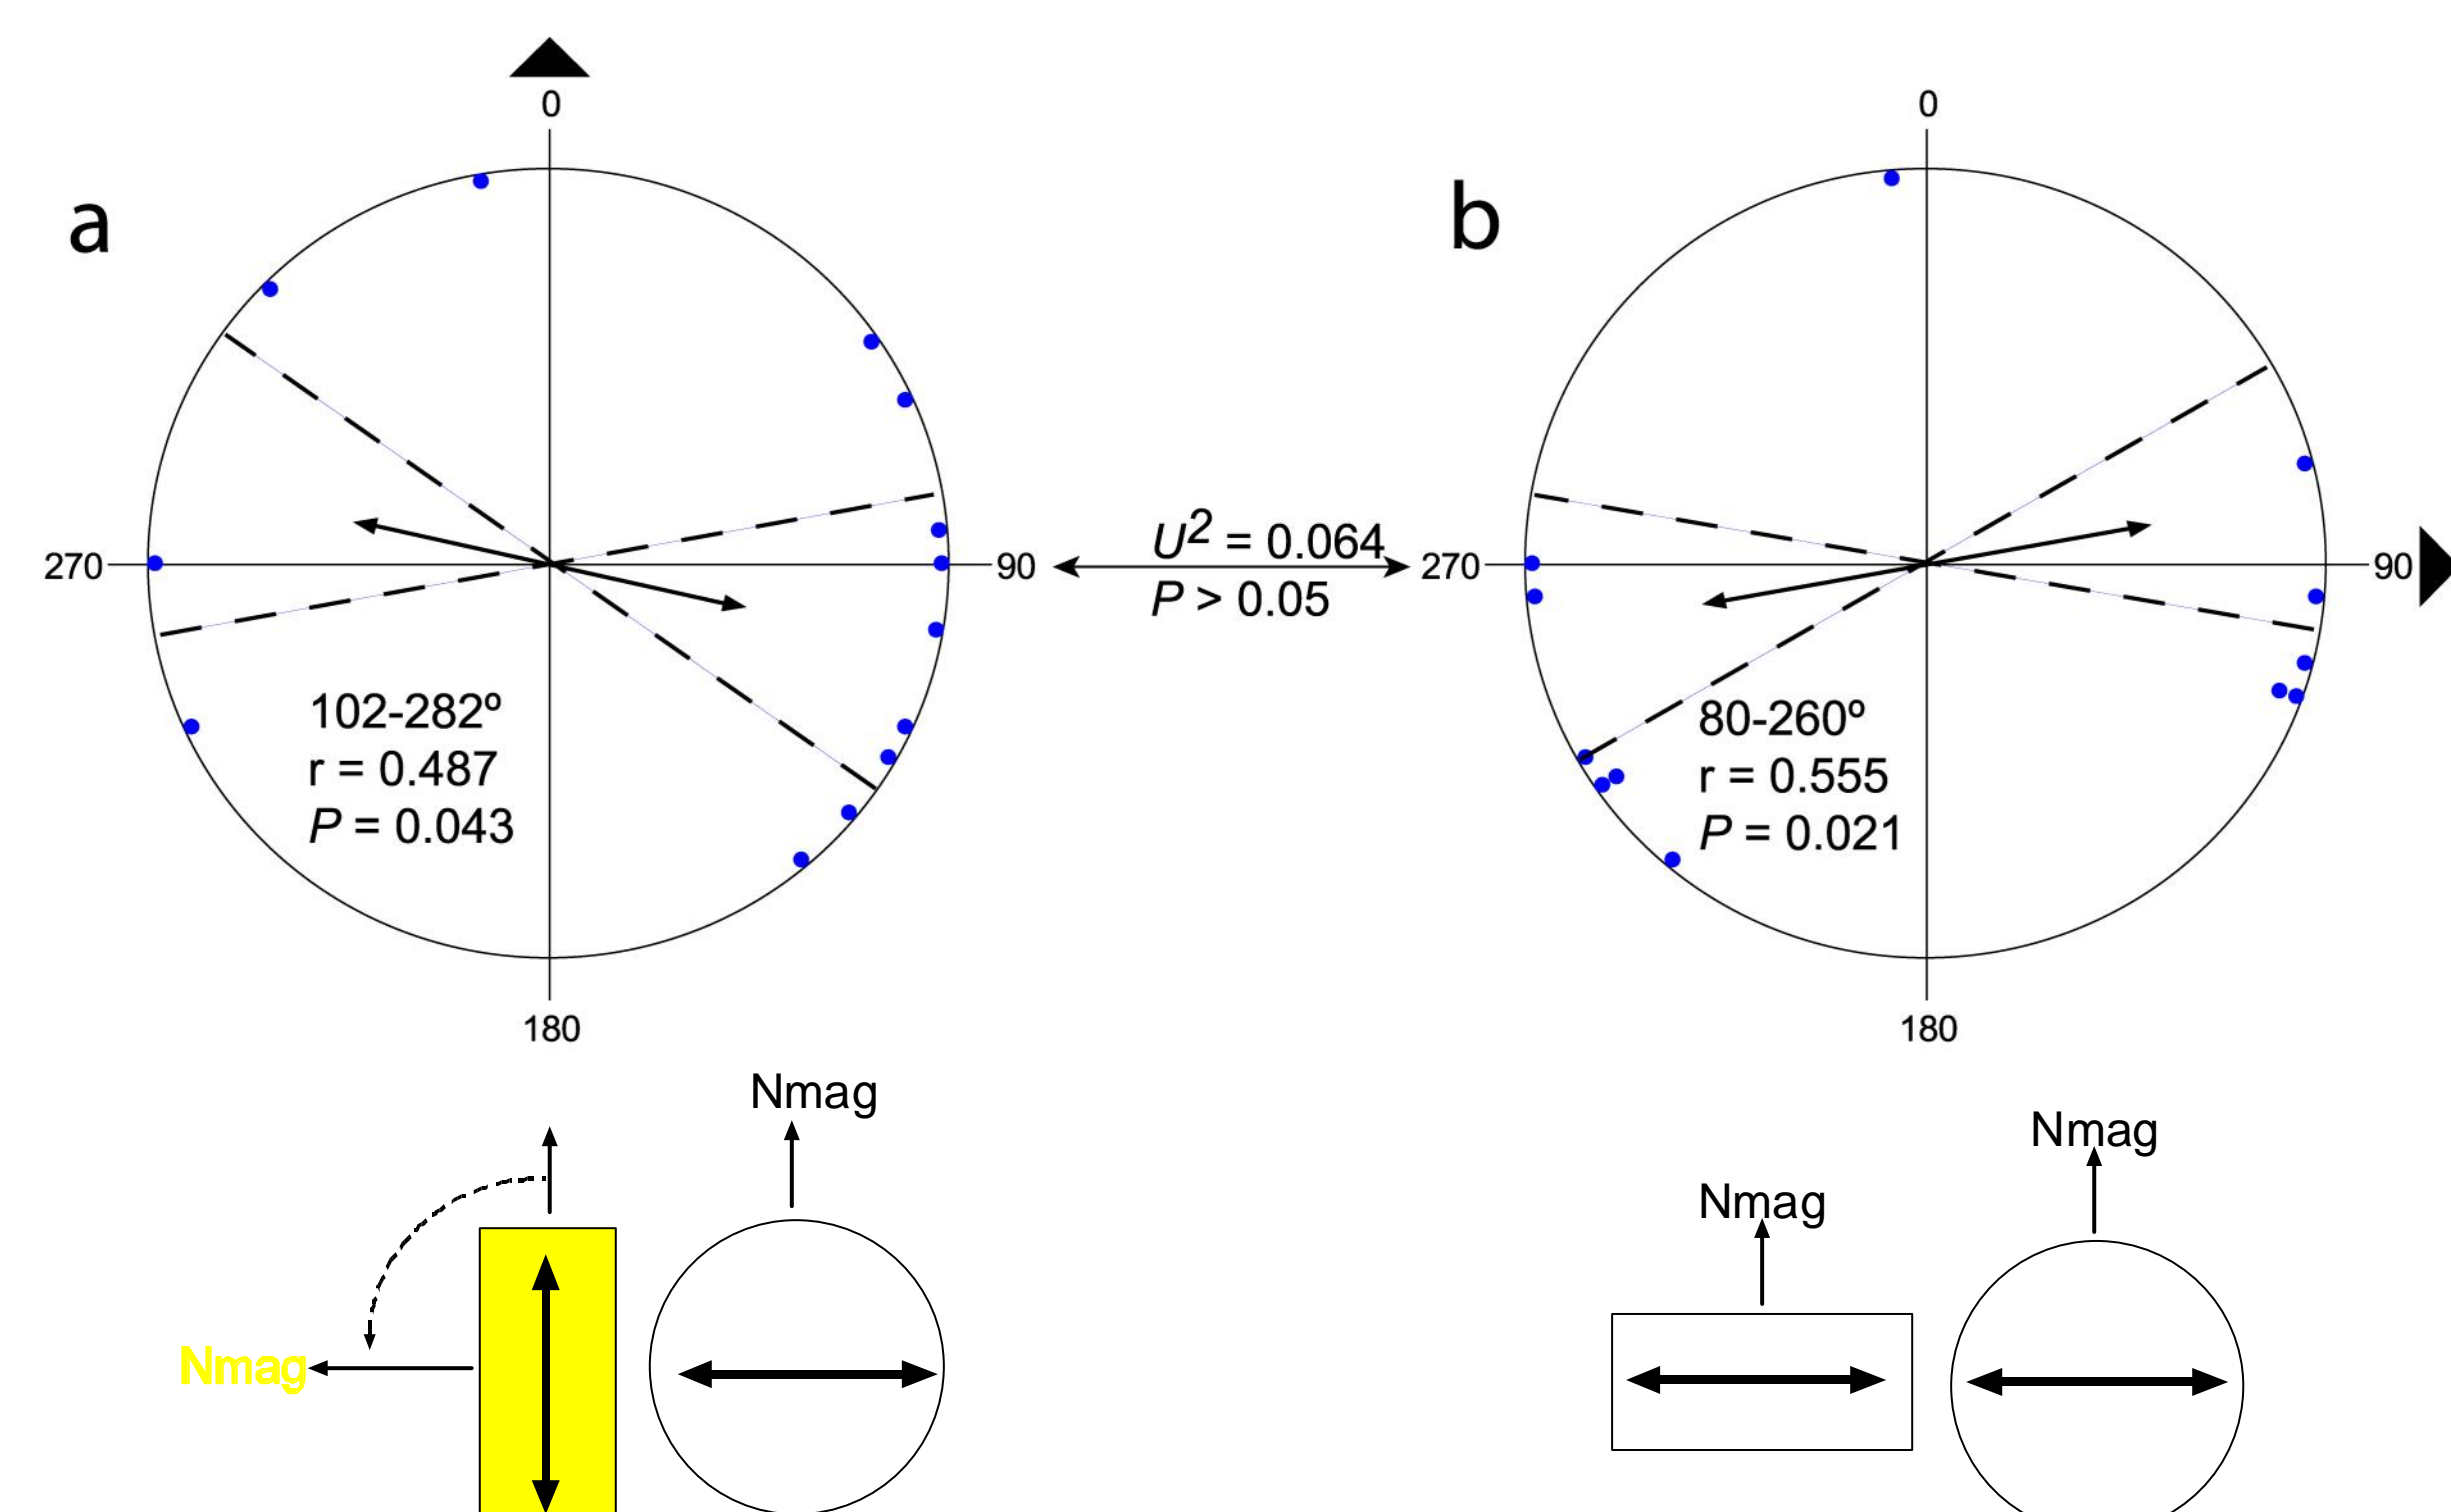 a
0
270
90
180
102-282º
r = 0.487
P = 0.043
U² = 0.064
P > 0.05
b
0
270
90
180
80-260º
r = 0.555
P = 0.021
Nmag
Nmag
Nmag
Nmag